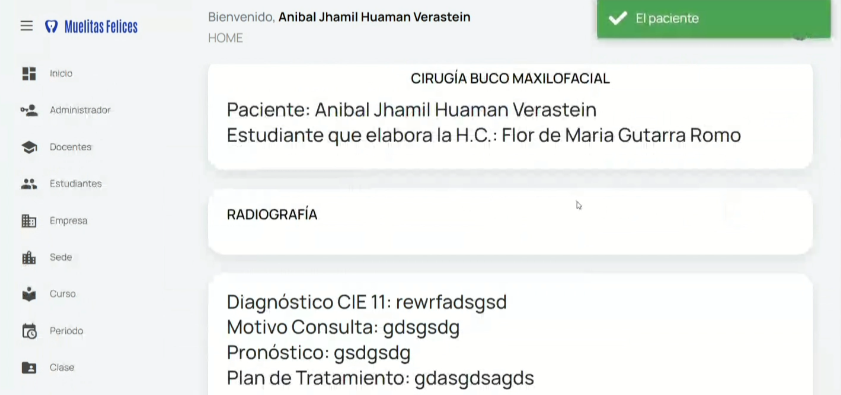 Muelitas Felices
Bienvenido, Anibal Jhamil Huaman Verastein
HOME
El paciente
Inicio
Administrador
Docentes
Estudiantes
Empresa
Sede
Curso
Periodo
Clase
CIRUGÍA BUCO MAXILOFACIAL
Paciente: Anibal Jhamil Huaman Verastein
Estudiante que elabora la H.C.: Flor de Maria Gutarra Romo
RADIOGRAFÍA
Diagnóstico CIE 11: rewrfadsgsd
Motivo Consulta: gdsgsdg
Pronóstico: gsdgsdg
Plan de Tratamiento: gdasgdsagds